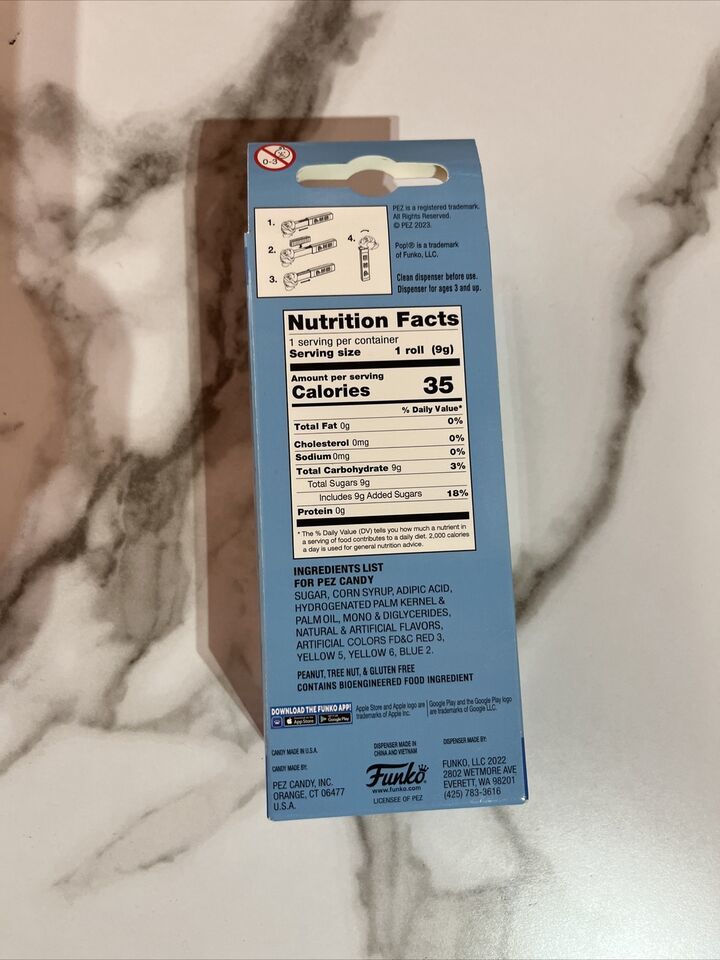 0-3
PEZ is a registered trademark.
All Rights Reserved.
© PEZ 2023.
1.
2.
3.
4.
Pop!® is a trademark
of Funko, LLC.
Clean dispenser before use.
Dispenser for ages 3 and up.
Nutrition Facts
1 serving per container
Serving size 1 roll (9g)
Amount per serving
Calories 35
% Daily Value*
Total Fat 0g 0%
Cholesterol 0mg 0%
Sodium 0mg 0%
Total Carbohydrate 9g 3%
Total Sugars 9g
Includes 9g Added Sugars 18%
Protein 0g
* The % Daily Value (DV) tells you how much a nutrient in
a serving of food contributes to a daily diet. 2,000 calories
a day is used for general nutrition advice.
INGREDIENTS LIST
FOR PEZ CANDY
SUGAR, CORN SYRUP, ADIPIC ACID,
HYDROGENATED PALM KERNEL &
PALM OIL, MONO & DIGLYCERIDES,
NATURAL & ARTIFICIAL FLAVORS,
ARTIFICIAL COLORS FD&C RED 3,
YELLOW 5, YELLOW 6, BLUE 2.
PEANUT, TREE NUT, & GLUTEN FREE
CONTAINS BIOENGINEERED FOOD INGREDIENT
DOWNLOAD THE FUNKO APP!
App Store
Google Play
Apple Store and Apple logo are
trademarks of Apple Inc.
Google Play and the Google Play logo
are trademarks of Google LLC.
CANDY MADE IN U.S.A.
CANDY MADE BY:
PEZ CANDY, INC.
ORANGE, CT 06477
U.S.A.
DISPENSER MADE IN
CHINA AND VIETNAM
Funko
www.funko.com
LICENSEE OF PEZ
DISPENSER MADE BY:
FUNKO, LLC 2022
2802 WETMORE AVE
EVERETT, WA 98201
(425) 783-3616